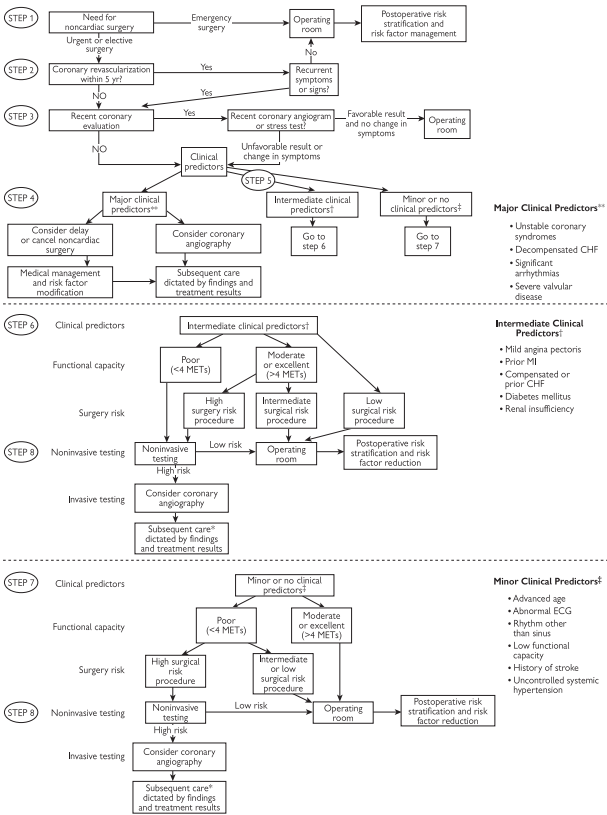 STEP 1
Need for
noncardiac surgery
Emergency
surgery
Operating
room
Postoperative risk
stratification and
risk factor management
Urgent or elective
surgery
No
STEP 2
Coronary revascularization
within 5 yr?
Yes
Recurrent
symptoms
or signs?
NO
Yes
STEP 3
Recent coronary
evaluation
Yes
Recent coronary angiogram
or stress test?
Favorable result
and no change in
symptoms
Operating
room
NO
Unfavorable result or
change in symptoms
Clinical
predictors
STEP 5
STEP 4
Major clinical
predictors**
Intermediate clinical
predictors†
Minor or no
clinical predictors‡
Consider delay
or cancel noncardiac
surgery
Consider coronary
angiography
Go to
step 6
Go to
step 7
Medical management
and risk factor
modification
Subsequent care
dictated by findings and
treatment results
Major Clinical Predictors**
• Unstable coronary
syndromes
• Decompensated CHF
• Significant
arrhythmias
• Severe valvular
disease
STEP 6
Clinical predictors
Intermediate clinical predictors†
Functional capacity
Poor
(<4 METs)
Moderate
or excellent
(>4 METs)
Surgery risk
High
surgery risk
procedure
Intermediate
surgical risk
procedure
Low
surgical risk
procedure
STEP 8
Noninvasive testing
Noninvasive
testing
Low risk
Operating
room
Postoperative risk
stratification and risk
factor reduction
High risk
Invasive testing
Consider coronary
angiography
Subsequent care*
dictated by findings
and treatment results
Intermediate Clinical
Predictors†
• Mild angina pectoris
• Prior MI
• Compensated or
prior CHF
• Diabetes mellitus
• Renal insufficiency
STEP 7
Clinical predictors
Minor or no clinical
predictors‡
Functional capacity
Poor
(<4 METs)
Moderate
or excellent
(>4 METs)
Surgery risk
High surgical
risk
procedure
Intermediate
or low
surgical risk
procedure
STEP 8
Noninvasive testing
Noninvasive
testing
Low risk
Operating
room
Postoperative risk
stratification and risk
factor reduction
High risk
Invasive testing
Consider coronary
angiography
Subsequent care*
dictated by findings
and treatment results
Minor Clinical Predictors‡
• Advanced age
• Abnormal ECG
• Rhythm other
than sinus
• Low functional
capacity
• History of stroke
• Uncontrolled systemic
hypertension